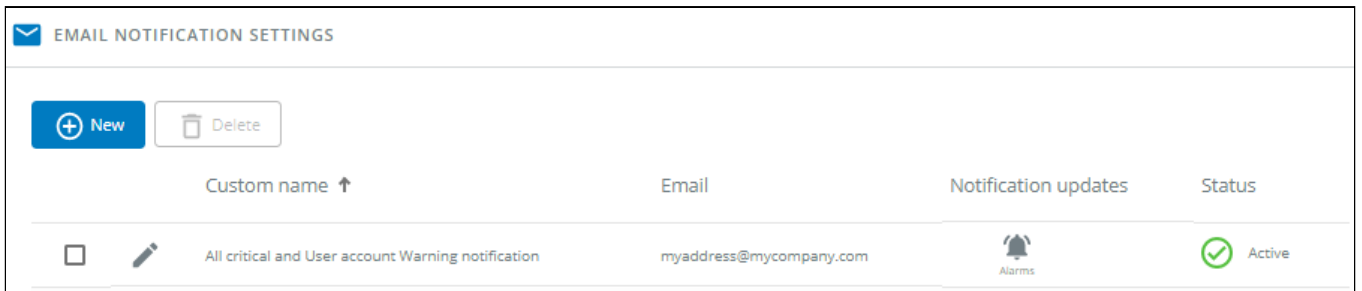 EMAIL NOTIFICATION SETTINGS
New Delete
Custom name Email Notification updates Status
All critical and User account Warning notification myaddress@mycompany.com Alarms Active